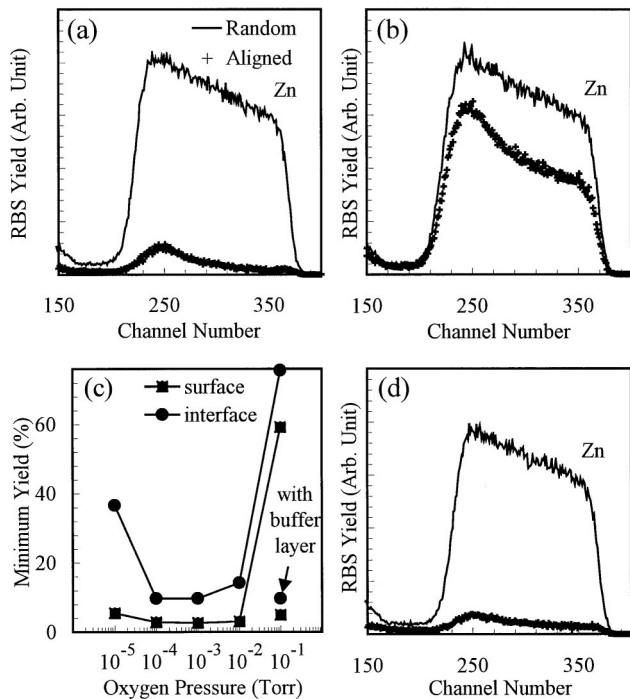 (a)
Random
Aligned
Zn
RBS Yield (Arb. Unit)
150 250 350
Channel Number
(b)
Zn
RBS Yield (Arb. Unit)
150 250 350
Channel Number
(c)
surface
interface
with
buffer
layer
Minimum Yield (%)
60
40
20
0
10-5 10-4 10-3 10-2 10-1
Oxygen Pressure (Torr)
(d)
Zn
RBS Yield (Arb. Unit)
150 250 350
Channel Number